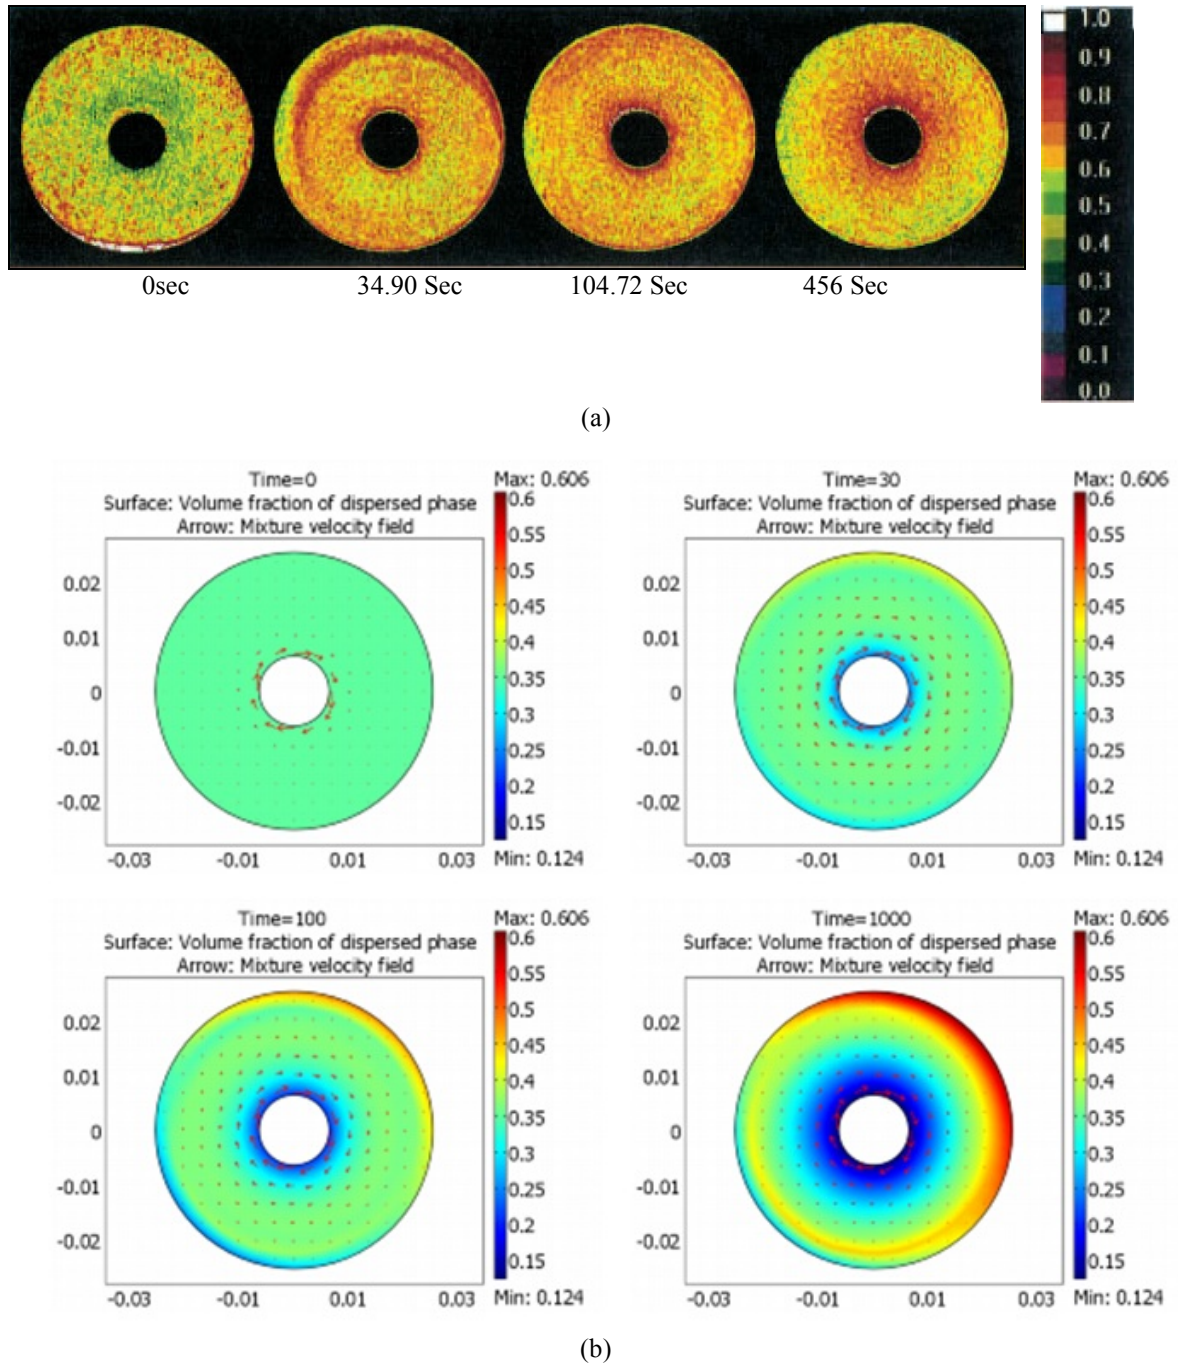 1.0
0.9
0.8
0.7
0.6
0.5
0.4
0.3
0.2
0.1
0.0
0sec 34.90 Sec 104.72 Sec 456 Sec
(a)
Time=0
Surface: Volume fraction of dispersed phase
Arrow: Mixture velocity field
Max: 0.606
0.6
0.55
0.5
0.45
0.4
0.35
0.3
0.25
0.2
0.15
Min: 0.124
0.02
0.01
0
-0.01
-0.02
-0.03 -0.01 0.01 0.03
Time=30
Surface: Volume fraction of dispersed phase
Arrow: Mixture velocity field
Max: 0.606
0.6
0.55
0.5
0.45
0.4
0.35
0.3
0.25
0.2
0.15
Min: 0.124
0.02
0.01
0
-0.01
-0.02
-0.03 -0.01 0.01 0.03
Time=100
Surface: Volume fraction of dispersed phase
Arrow: Mixture velocity field
Max: 0.606
0.6
0.55
0.5
0.45
0.4
0.35
0.3
0.25
0.2
0.15
Min: 0.124
0.02
0.01
0
-0.01
-0.02
-0.03 -0.01 0.01 0.03
Time=1000
Surface: Volume fraction of dispersed phase
Arrow: Mixture velocity field
Max: 0.606
0.6
0.55
0.5
0.45
0.4
0.35
0.3
0.25
0.2
0.15
Min: 0.124
0.02
0.01
0
-0.01
-0.02
-0.03 -0.01 0.01 0.03
(b)